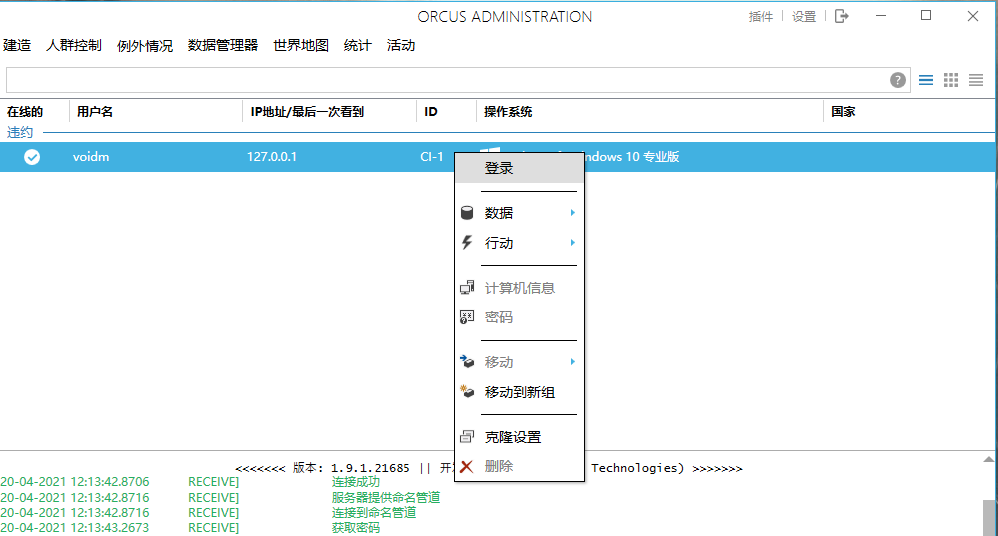 ORCUS ADMINISTRATION
插件 设置
建造 人群控制 例外情况 数据管理器 世界地图 统计 活动
?
在线的 用户名 IP地址/最后一次看到 ID 操作系统 国家
违约
voidm 127.0.0.1 CI-1 ndows 10 专业版
登录
数据
行动
计算机信息
密码
移动
移动到新组
克隆设置
删除
<<<<<<< 版本: 1.9.1.21685 || 开 Technologies) >>>>>>>
20-04-2021 12:13:42.8706 RECEIVE] 连接成功
20-04-2021 12:13:42.8716 RECEIVE] 服务器提供命名管道
20-04-2021 12:13:42.8716 RECEIVE] 连接到命名管道
20-04-2021 12:13:43.2673 RECEIVE] 获取密码